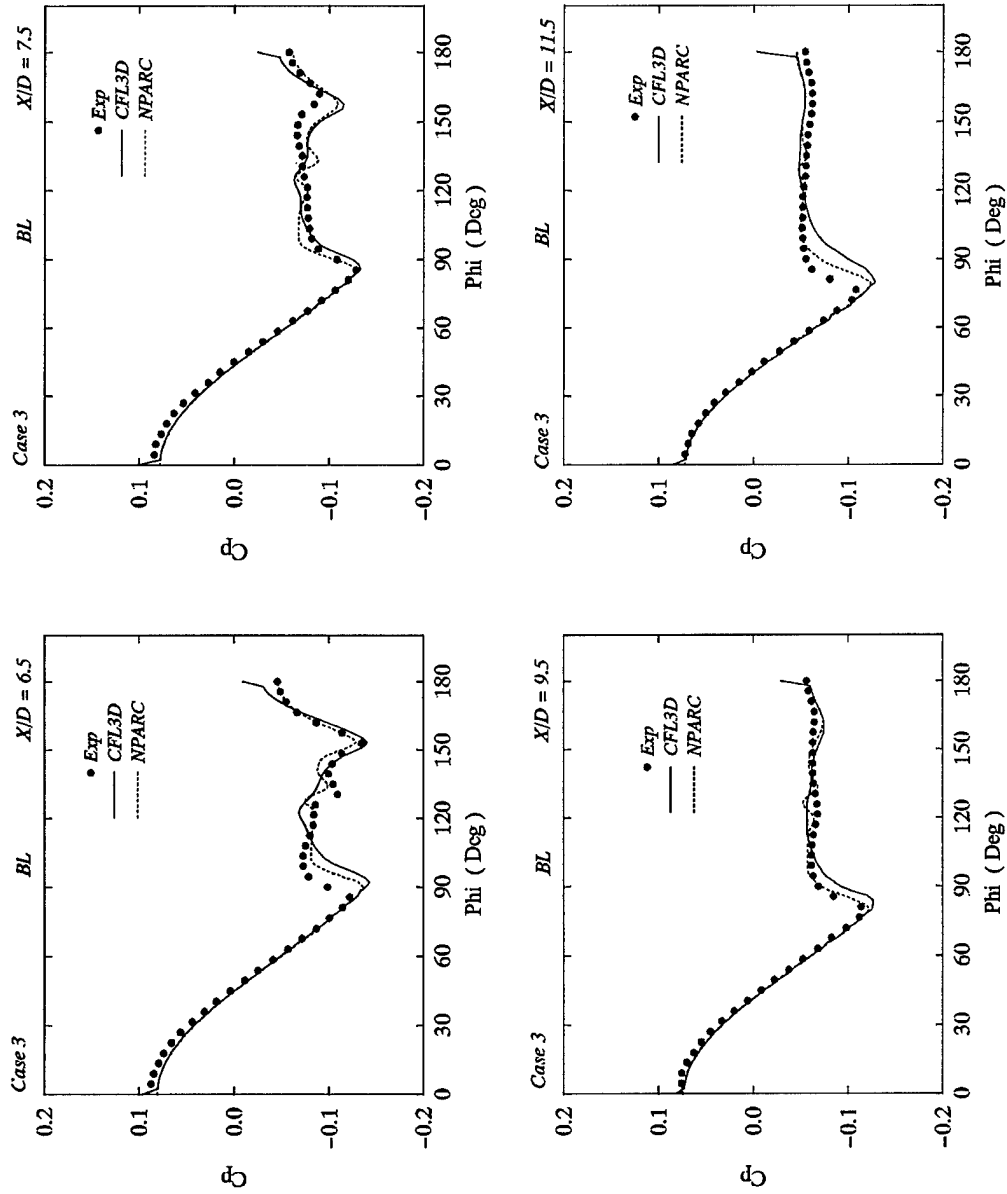 Case 3 BL X/D = 6.5
Exp
CFL3D
NPARC
0.2
0.1
0.0
−0.1
−0.2
Cp
0 30 60 90 120 150 180
Phi ( Deg )
Case 3 BL X/D = 7.5
Exp
CFL3D
NPARC
0.2
0.1
0.0
−0.1
−0.2
Cp
0 30 60 90 120 150 180
Phi ( Deg )
Case 3 BL X/D = 9.5
Exp
CFL3D
NPARC
0.2
0.1
0.0
−0.1
−0.2
Cp
0 30 60 90 120 150 180
Phi ( Deg )
Case 3 BL X/D = 11.5
Exp
CFL3D
NPARC
0.2
0.1
0.0
−0.1
−0.2
Cp
0 30 60 90 120 150 180
Phi ( Deg )